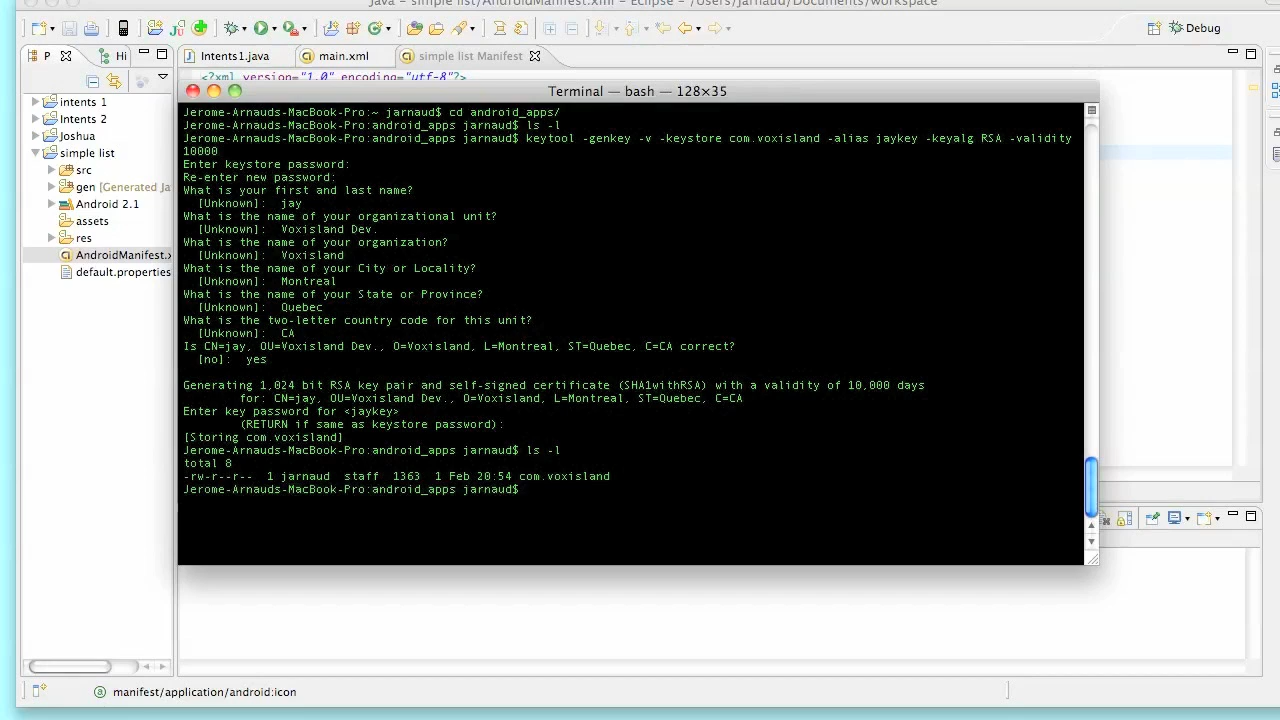 Java - simple list/AndroidManifest.xml - Eclipse - /Users/jarnaud/Documents/workspace
Debug
P
Hi
Intents1.java
main.xml
simple list Manifest
<?xml version="1.0" encoding="utf-8"?>
intents 1
Intents 2
Joshua
simple list
src
gen [Generated Ja
Android 2.1
assets
res
AndroidManifest.x
default.properties
Terminal — bash — 128×35
Jerome-Arnauds-MacBook-Pro:~ jarnaud$ cd android_apps/
Jerome-Arnauds-MacBook-Pro:android_apps jarnaud$ ls -l
Jerome-Arnauds-MacBook-Pro:android_apps jarnaud$ keytool -genkey -v -keystore com.voxisland -alias jaykey -keyalg RSA -validity
10000
Enter keystore password:
Re-enter new password:
What is your first and last name?
[Unknown]: jay
What is the name of your organizational unit?
[Unknown]: Voxisland Dev.
What is the name of your organization?
[Unknown]: Voxisland
What is the name of your City or Locality?
[Unknown]: Montreal
What is the name of your State or Province?
[Unknown]: Quebec
What is the two-letter country code for this unit?
[Unknown]: CA
Is CN=jay, OU=Voxisland Dev., O=Voxisland, L=Montreal, ST=Quebec, C=CA correct?
[no]: yes
Generating 1,024 bit RSA key pair and self-signed certificate (SHA1withRSA) with a validity of 10,000 days
for: CN=jay, OU=Voxisland Dev., O=Voxisland, L=Montreal, ST=Quebec, C=CA
Enter key password for <jaykey>
(RETURN if same as keystore password):
[Storing com.voxisland]
Jerome-Arnauds-MacBook-Pro:android_apps jarnaud$ ls -l
total 8
-rw-r--r-- 1 jarnaud staff 1363 1 Feb 20:54 com.voxisland
Jerome-Arnauds-MacBook-Pro:android_apps jarnaud$
manifest/application/android:icon